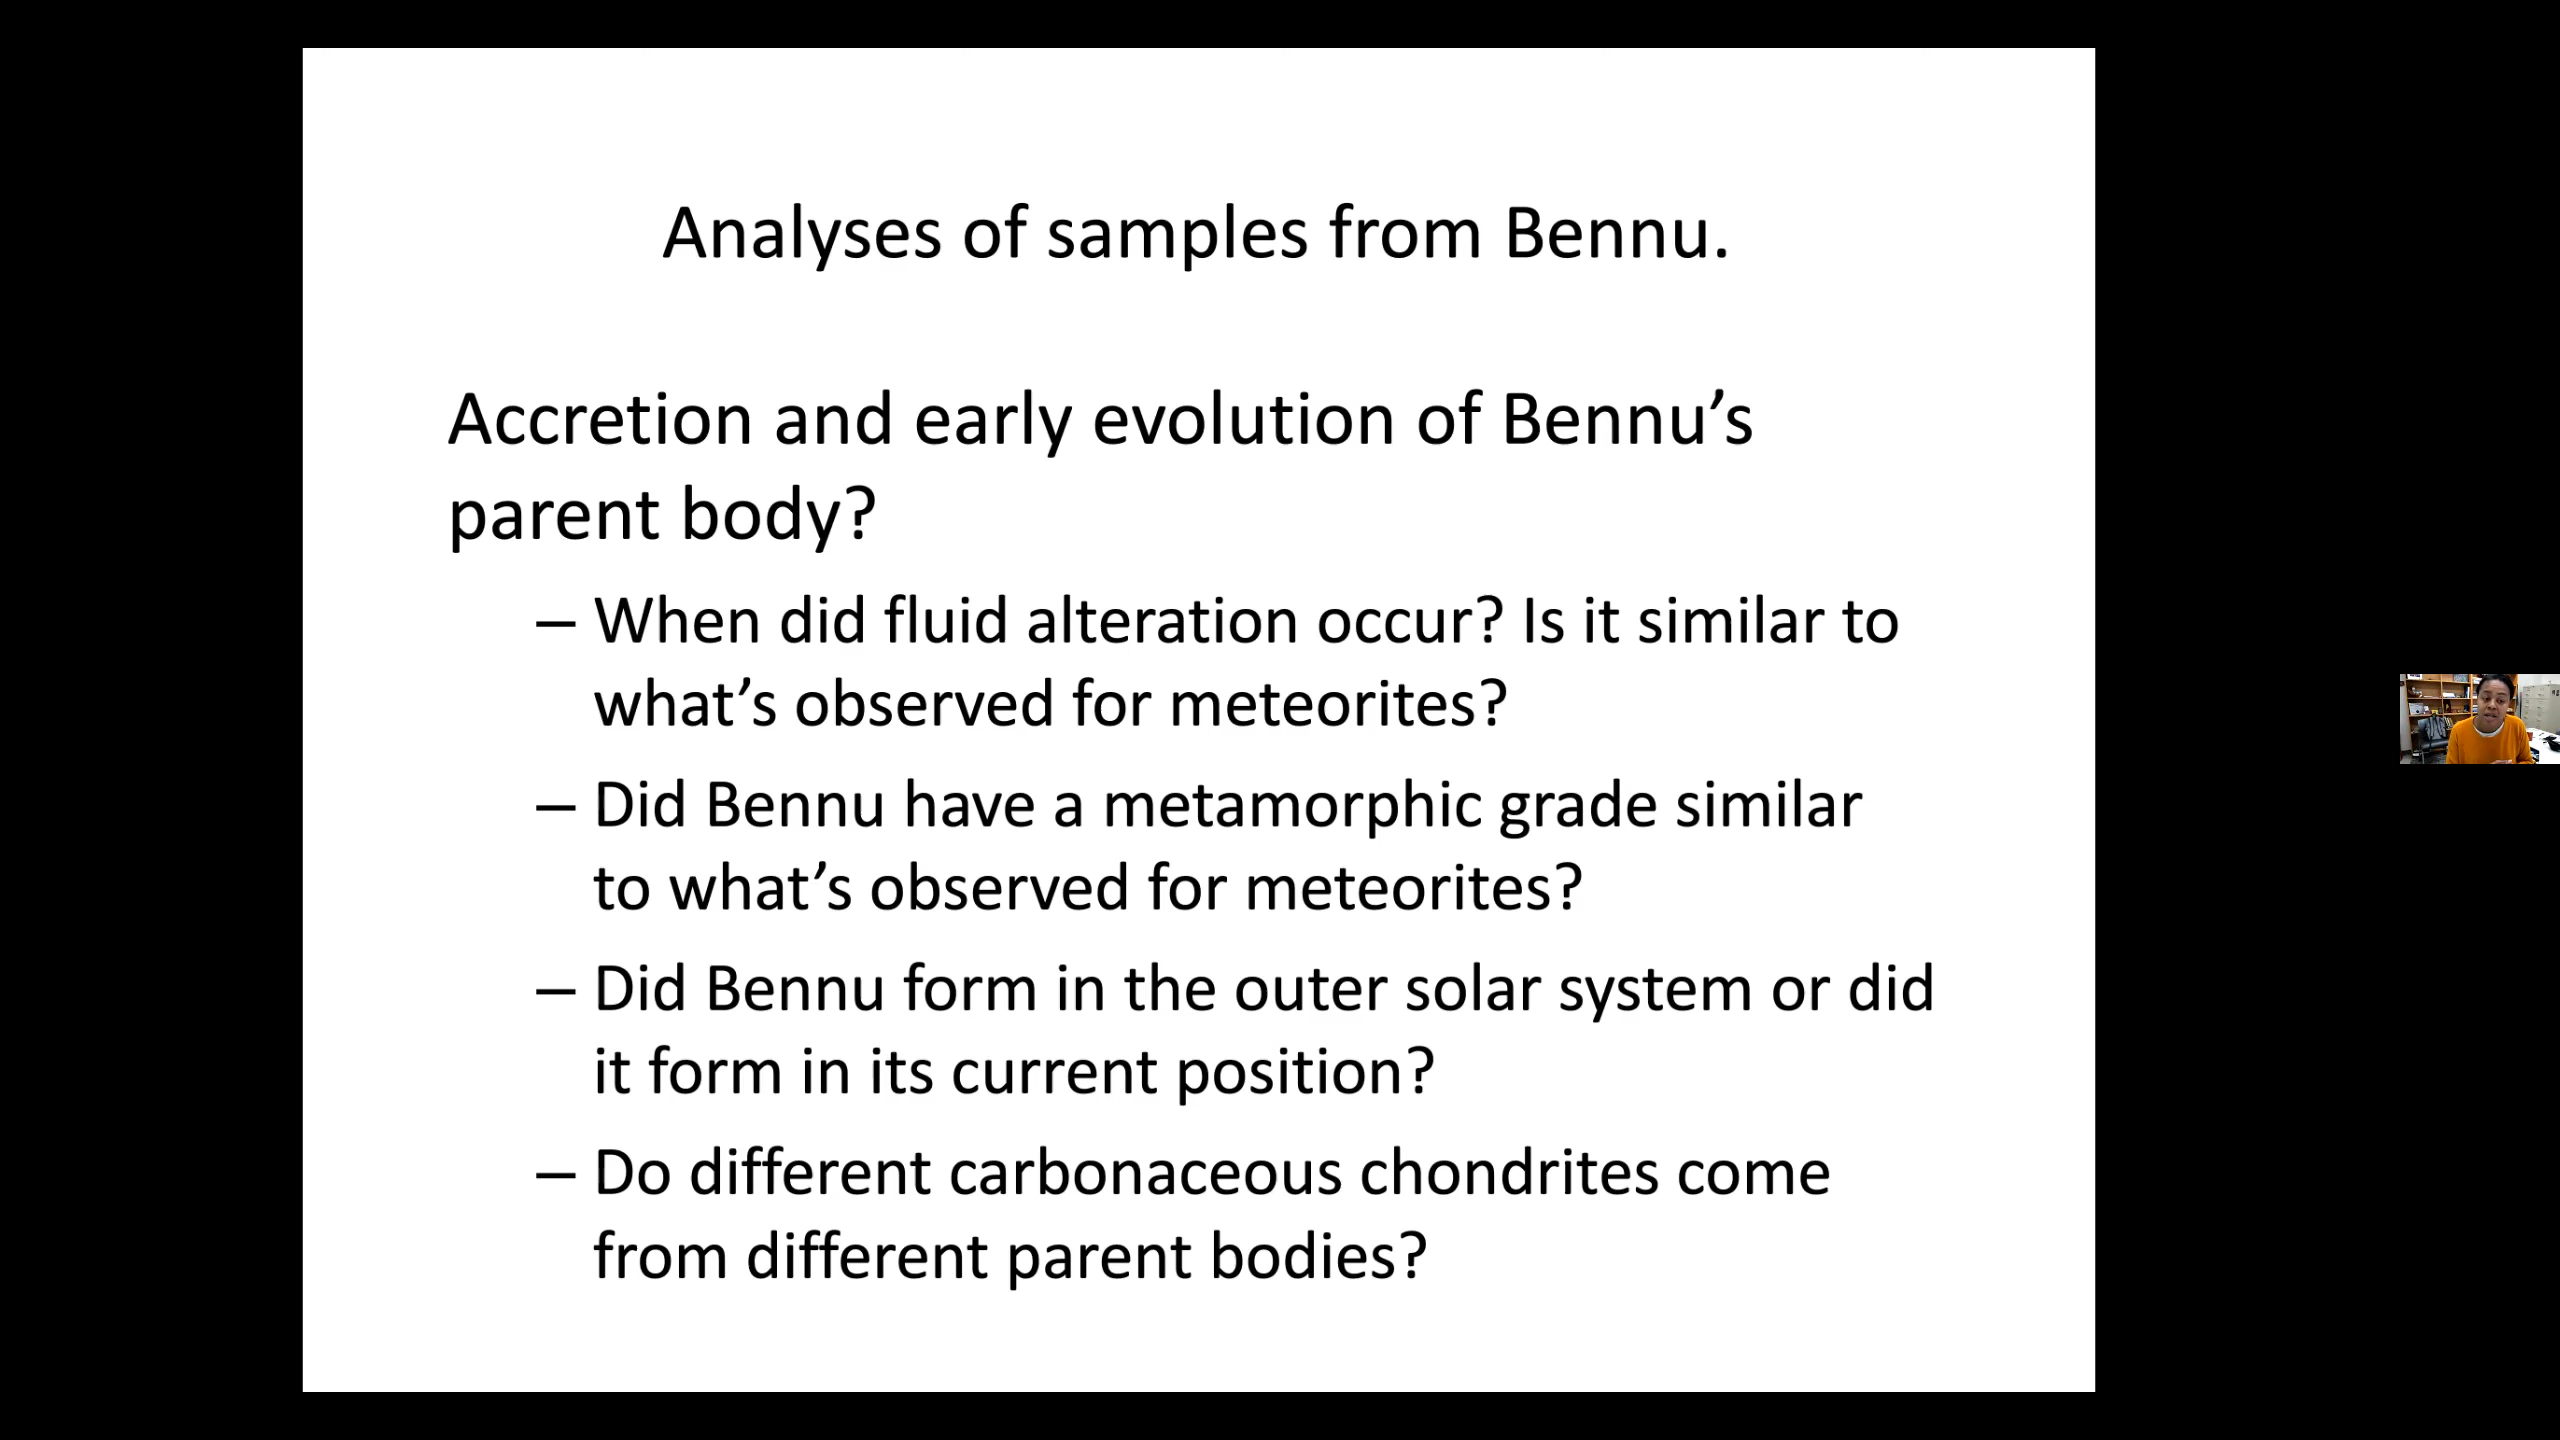 Analyses of samples from Bennu.
Accretion and early evolution of Bennu’s
parent body?
– When did fluid alteration occur? Is it similar to
what’s observed for meteorites?
– Did Bennu have a metamorphic grade similar
to what’s observed for meteorites?
– Did Bennu form in the outer solar system or did
it form in its current position?
– Do different carbonaceous chondrites come
from different parent bodies?